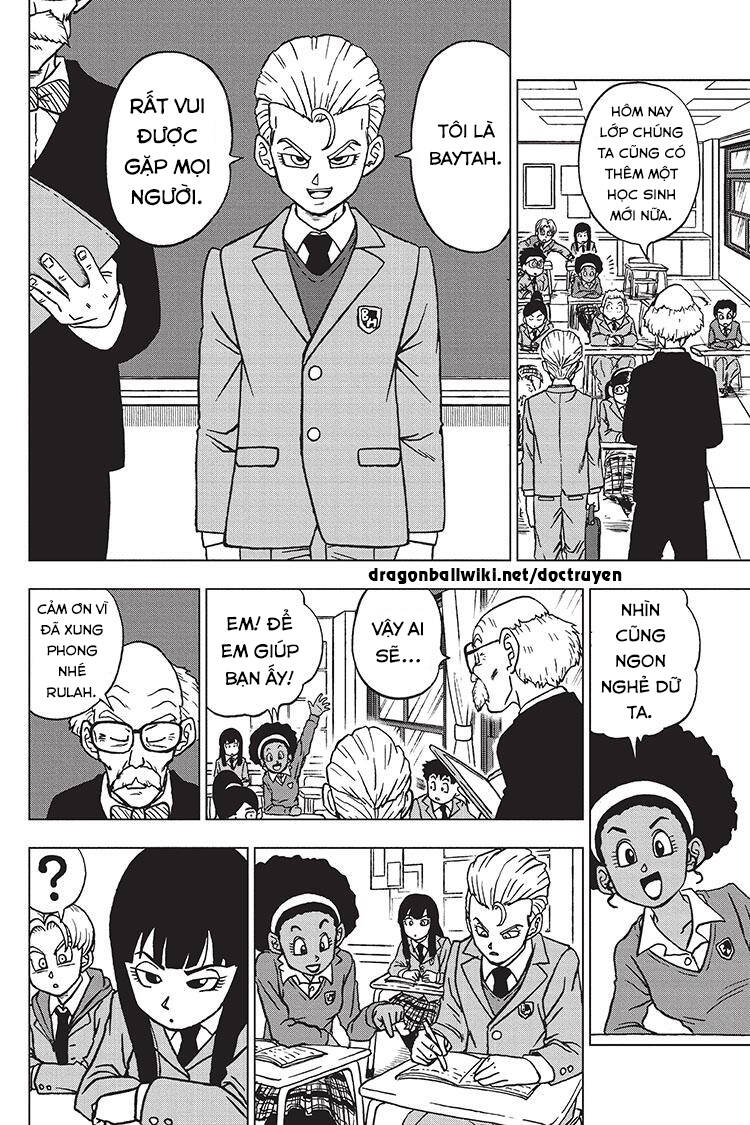 HÔM NAY
LỚP CHÚNG
TA CŨNG CÓ
THÊM MỘT
HỌC SINH
MỚI NỮA.
TÔI LÀ
BAYTAH.
RẤT VUI
ĐƯỢC
GẶP MỌI
NGƯỜI.
dragonballwiki.net/doctruyen
NHÌN
CŨNG
NGON
NGHẺ DỮ
TA.
VẬY AI
SẼ...
EM! ĐỂ
EM GIÚP
BẠN ẤY!
CẢM ƠN VÌ
ĐÃ XUNG
PHONG
NHÉ
RULAH.
?